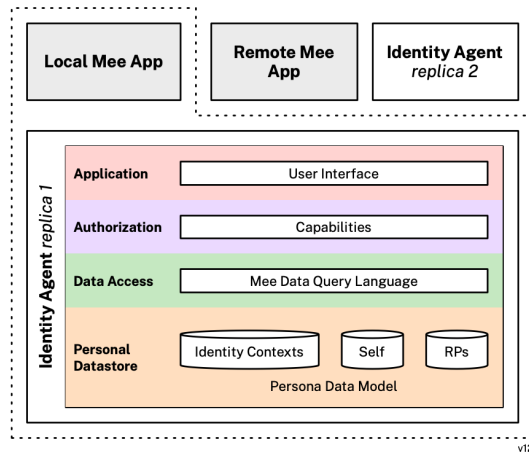 Local Mee App
Remote Mee
App
Identity Agent
replica 2
Identity Agent replica 1
Application
User Interface
Authorization
Capabilities
Data Access
Mee Data Query Language
Personal
Datastore
Identity Contexts
Self
RPs
Persona Data Model